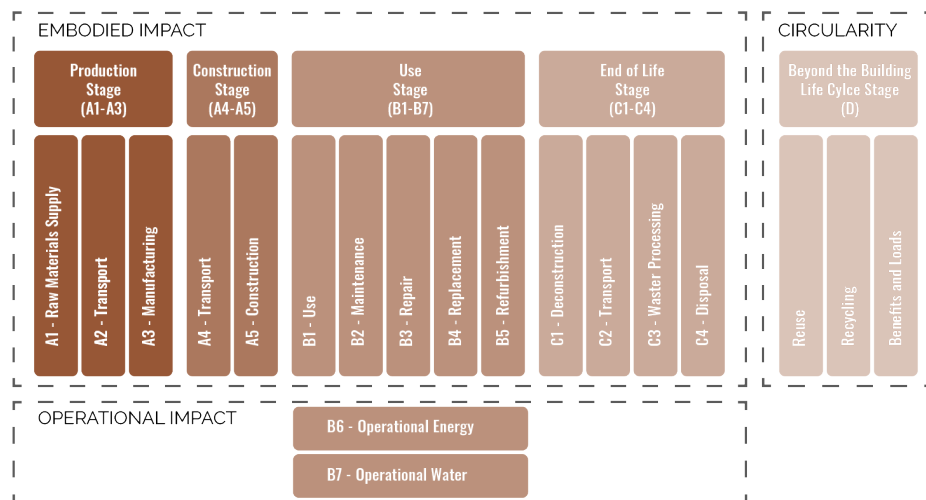 EMBODIED IMPACT
CIRCULARITY
Production
Stage
(A1-A3)
Construction
Stage
(A4-A5)
Use
Stage
(B1-B7)
End of Life
Stage
(C1-C4)
Beyond the Building
Life Cylce Stage
(D)
A1 - Raw Materials Supply
A2 - Transport
A3 - Manufacturing
A4 - Transport
A5 - Construction
B1 - Use
B2 - Maintenance
B3 - Repair
B4 - Replacement
B5 - Refurbishment
C1 - Deconstruction
C2 - Transport
C3 - Waster Processing
C4 - Disposal
Reuse
Recycling
Benefits and Loads
OPERATIONAL IMPACT
B6 - Operational Energy
B7 - Operational Water